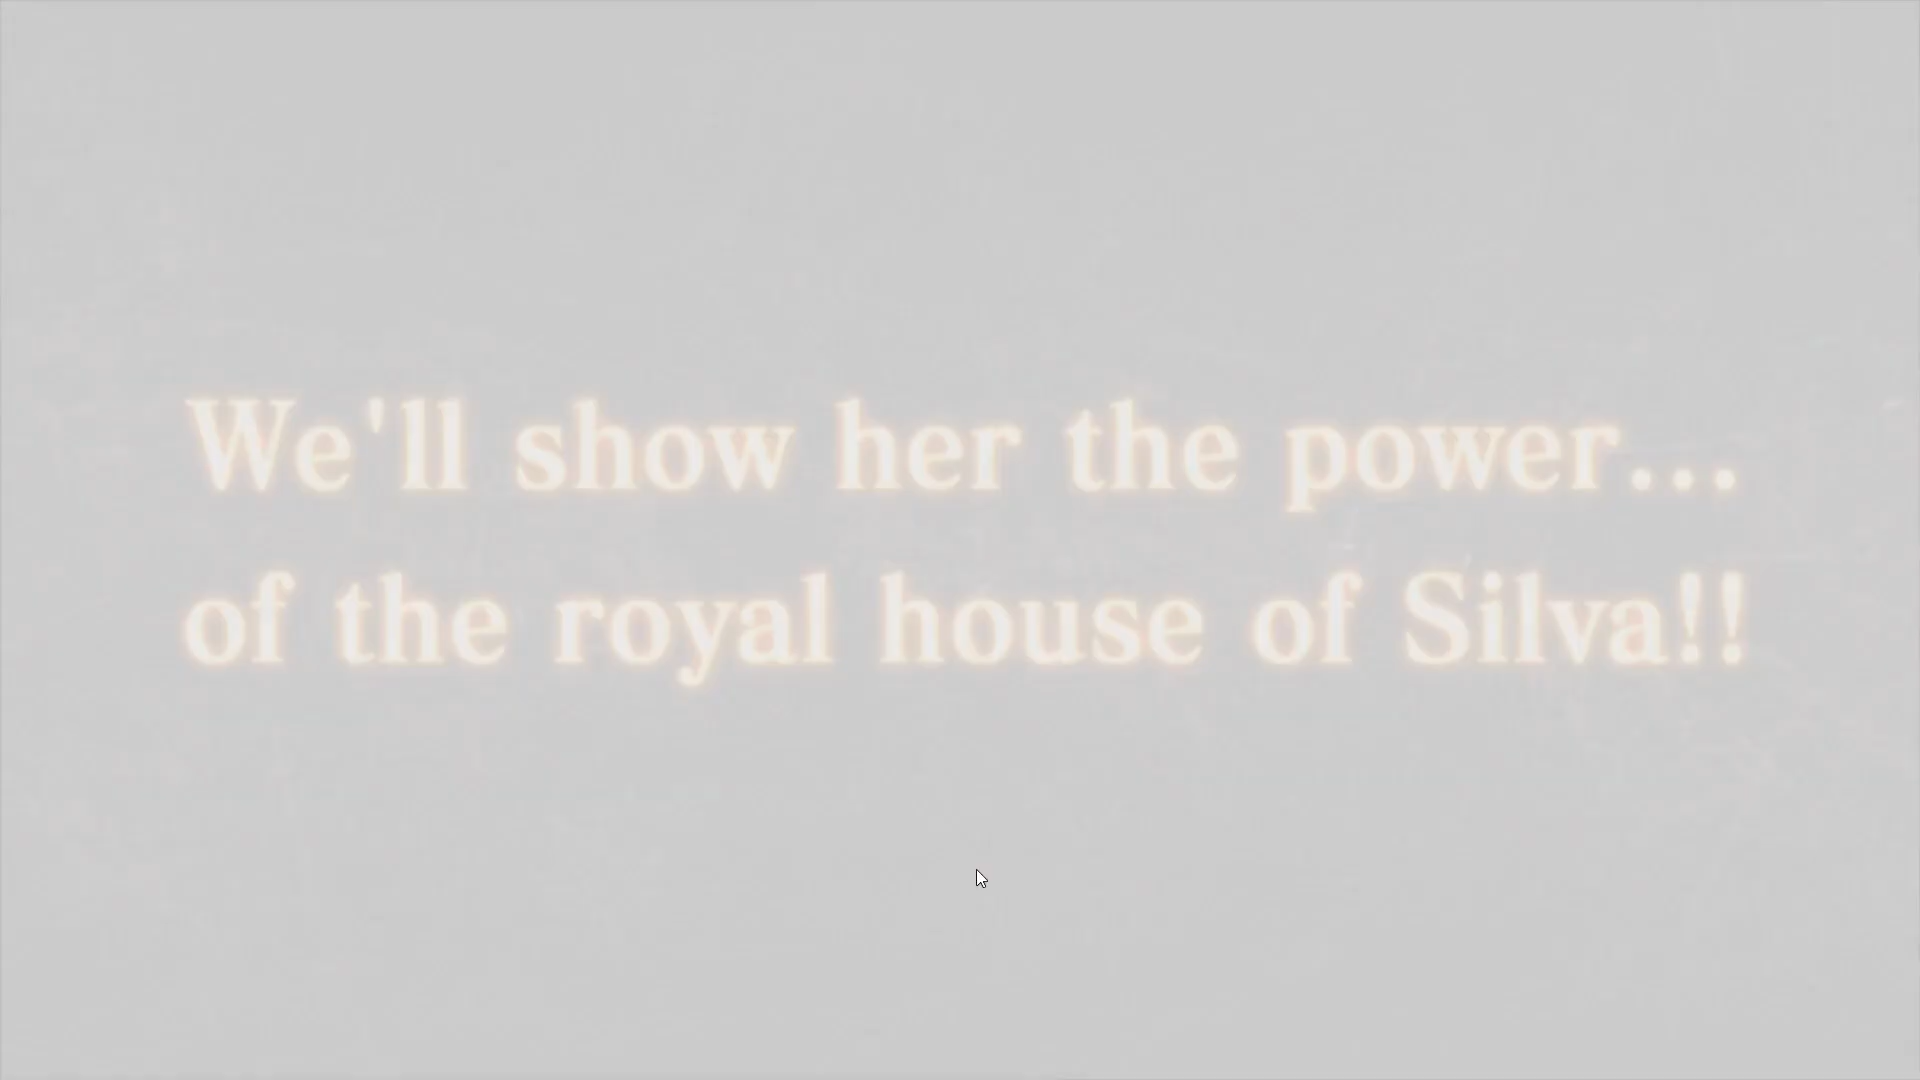 We'll show her the power...
of the royal house of Silva!!